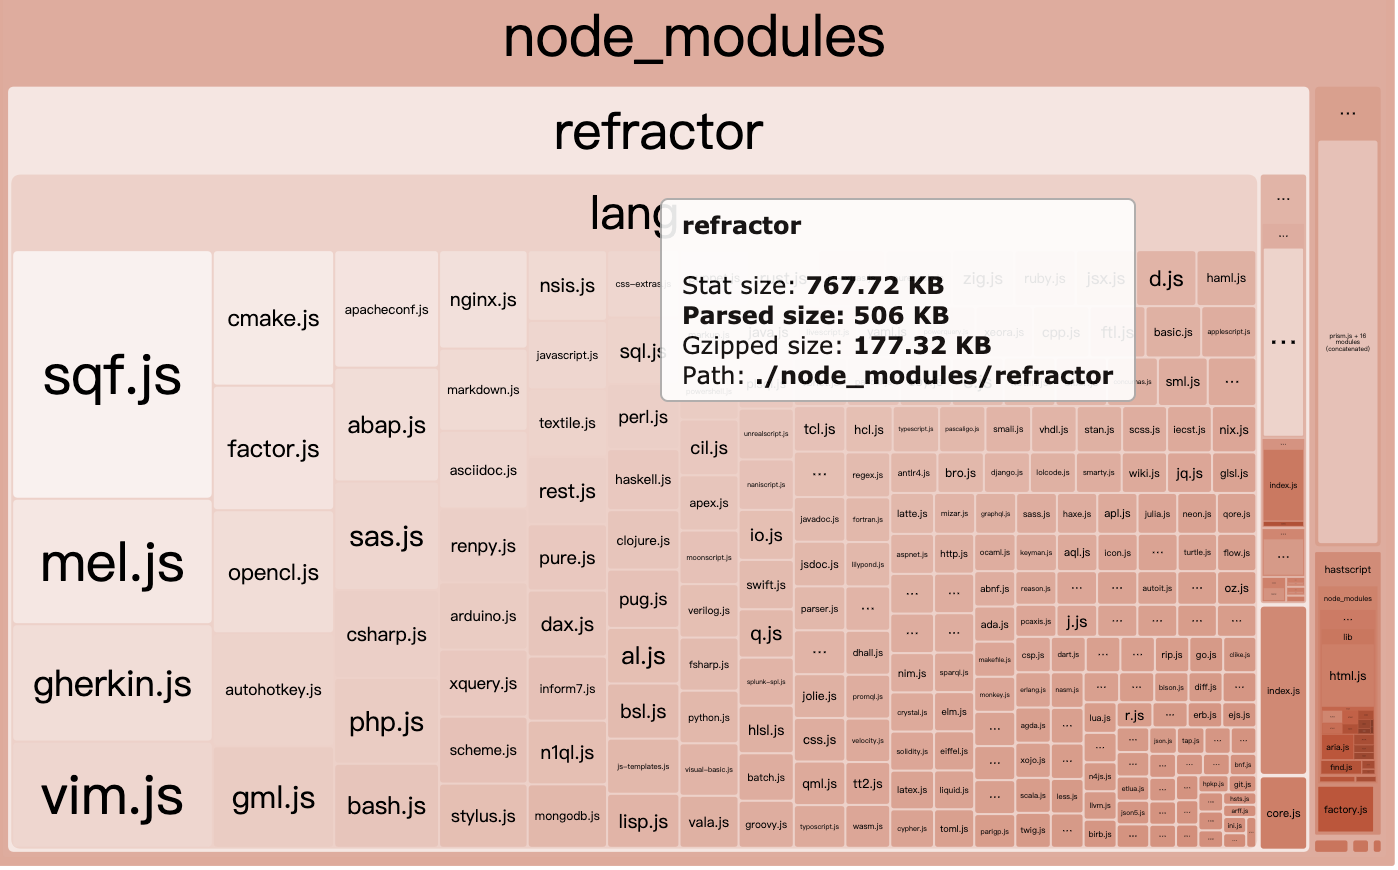 node_modules
refractor
lang
refractor
Stat size: 767.72 KB
Parsed size: 506 KB
Gzipped size: 177.32 KB
Path: ./node_modules/refractor
sqf.js
mel.js
gherkin.js
vim.js
cmake.js
factor.js
opencl.js
autohotkey.js
gml.js
apacheconf.js
abap.js
sas.js
csharp.js
php.js
bash.js
nginx.js
markdown.js
asciidoc.js
renpy.js
arduino.js
xquery.js
scheme.js
stylus.js
nsis.js
javascript.js
textile.js
rest.js
pure.js
dax.js
inform7.js
n1ql.js
mongodb.js
css-extras.js
sql.js
perl.js
haskell.js
clojure.js
pug.js
al.js
bsl.js
js-templates.js
lisp.js
cil.js
apex.js
moonscript.js
verilog.js
fsharp.js
python.js
visual-basic.js
vala.js
rust.js
zig.js
ruby.js
jsx.js
d.js
haml.js
java.js
yaml.js
xeora.js
cpp.js
ftl.js
basic.js
applescript.js
sml.js
...
unrealscript.js
naniscript.js
io.js
swift.js
q.js
splunk-spl.js
hlsl.js
batch.js
groovy.js
tcl.js
...
javadoc.js
jsdoc.js
parser.js
...
jolie.js
css.js
qml.js
typoscript.js
hcl.js
regex.js
fortran.js
lilypond.js
...
dhall.js
promql.js
velocity.js
tt2.js
wasm.js
typescript.js
pascaligo.js
smali.js
vhdl.js
stan.js
scss.js
iecst.js
nix.js
antlr4.js
bro.js
django.js
lolcode.js
smarty.js
wiki.js
jq.js
glsl.js
latte.js
mizar.js
graphql.js
sass.js
haxe.js
apl.js
julia.js
neon.js
qore.js
aspnet.js
http.js
ocaml.js
keyman.js
aql.js
icon.js
...
turtle.js
flow.js
...
...
abnf.js
reason.js
...
...
autoit.js
...
oz.js
...
...
ada.js
pcaxis.js
j.js
...
...
...
...
nim.js
sparql.js
makefile.js
csp.js
dart.js
...
...
rip.js
go.js
clike.js
crystal.js
elm.js
monkey.js
erlang.js
nasm.js
...
...
bison.js
diff.js
...
solidity.js
eiffel.js
...
agda.js
...
lua.js
r.js
...
erb.js
ejs.js
latex.js
liquid.js
...
xojo.js
...
...
...
json.js
tap.js
...
...
cypher.js
toml.js
...
scala.js
less.js
n4js.js
...
...
...
...
bnf.js
parigp.js
twig.js
...
llvm.js
etlua.js
...
...
hpkp.js
git.js
birb.js
json5.js
...
...
...
hsts.js
arff.js
...
...
...
...
ini.js
...
...
...
...
...
index.js
...
...
index.js
core.js
...
prism.js + 16
modules
(concatenated)
hastscript
node_modules
...
lib
html.js
aria.js
find.js
factory.js